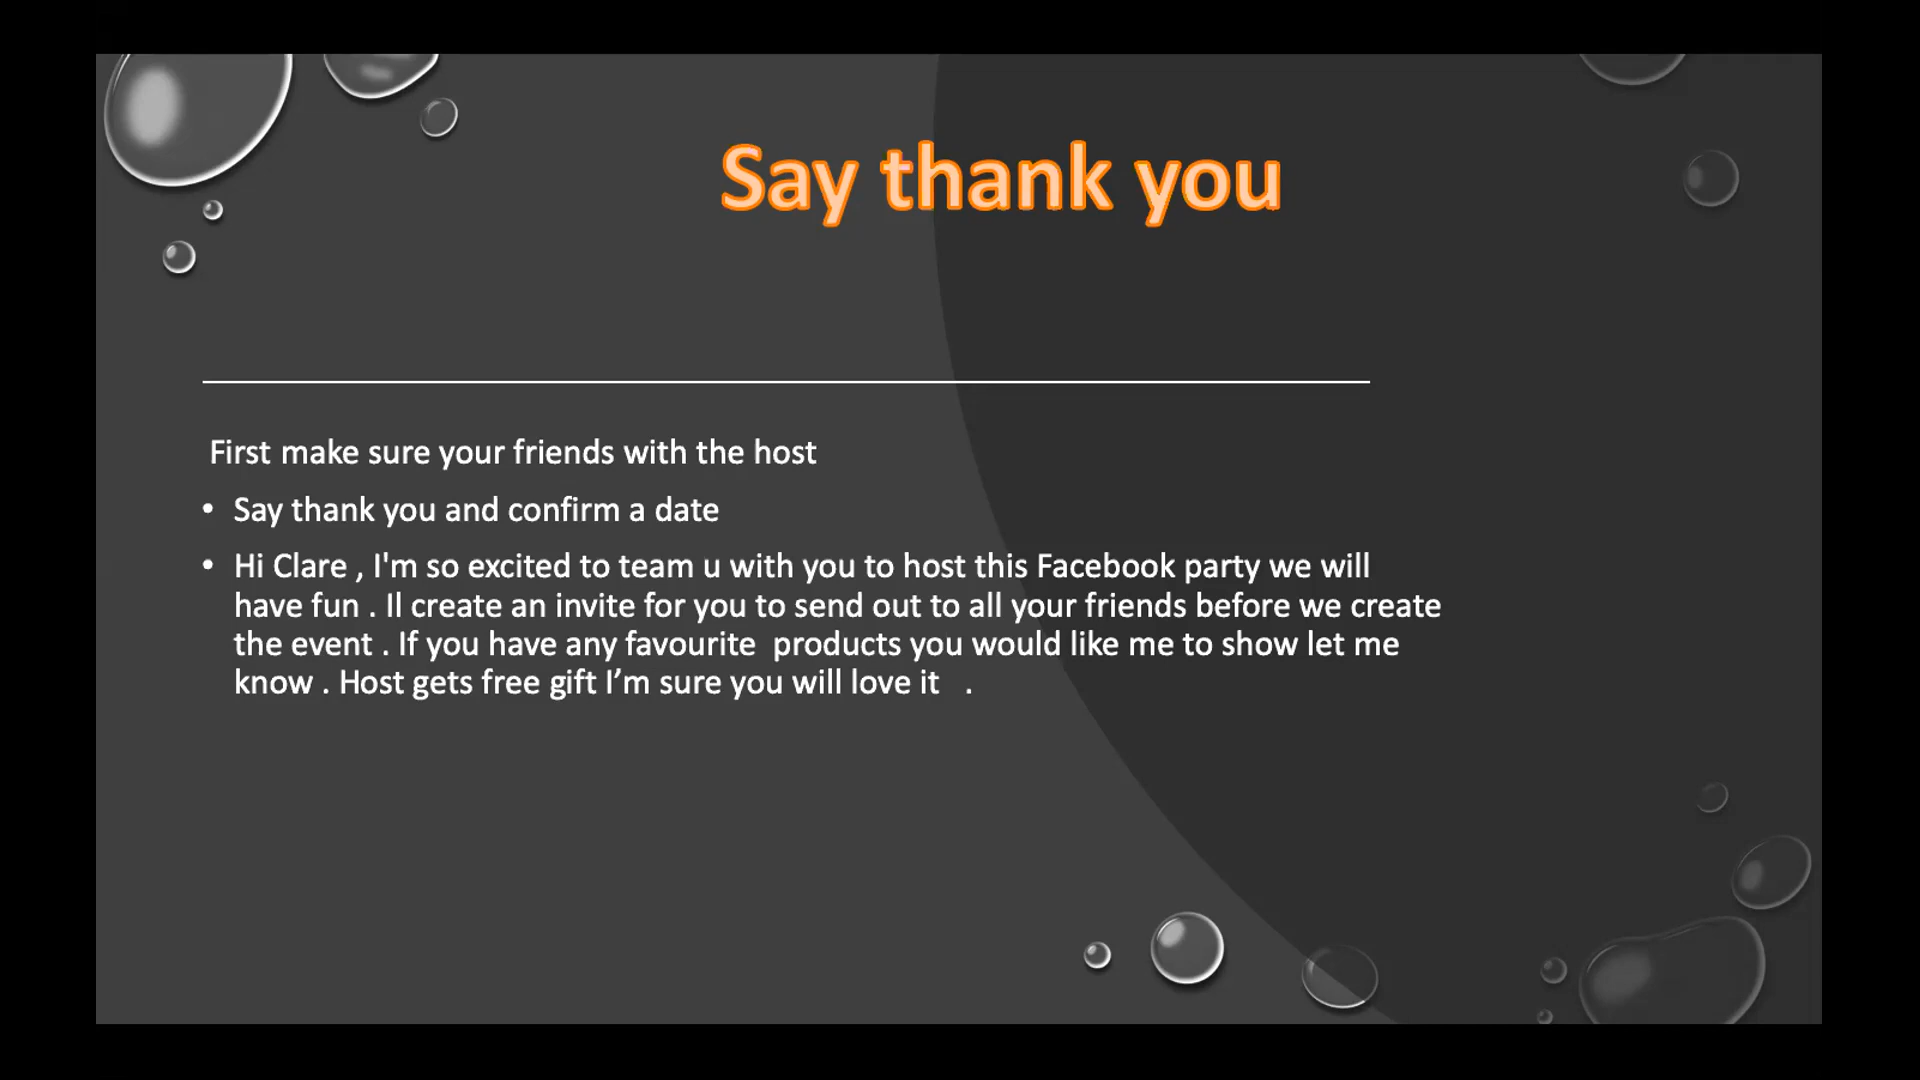 Say thank you
First make sure your friends with the host
• Say thank you and confirm a date
• Hi Clare , I'm so excited to team u with you to host this Facebook party we will
have fun . Il create an invite for you to send out to all your friends before we create
the event . If you have any favourite  products you would like me to show let me
know . Host gets free gift I’m sure you will love it   .